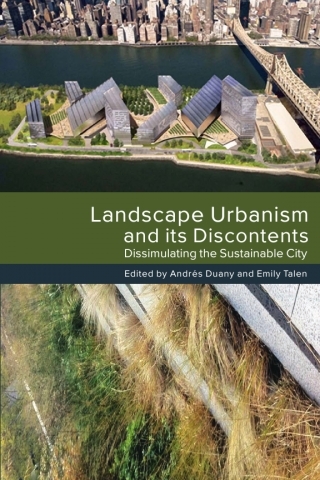 Landscape Urbanism
and its Discontents
Dissimulating the Sustainable City
Edited by Andrés Duany and Emily Talen